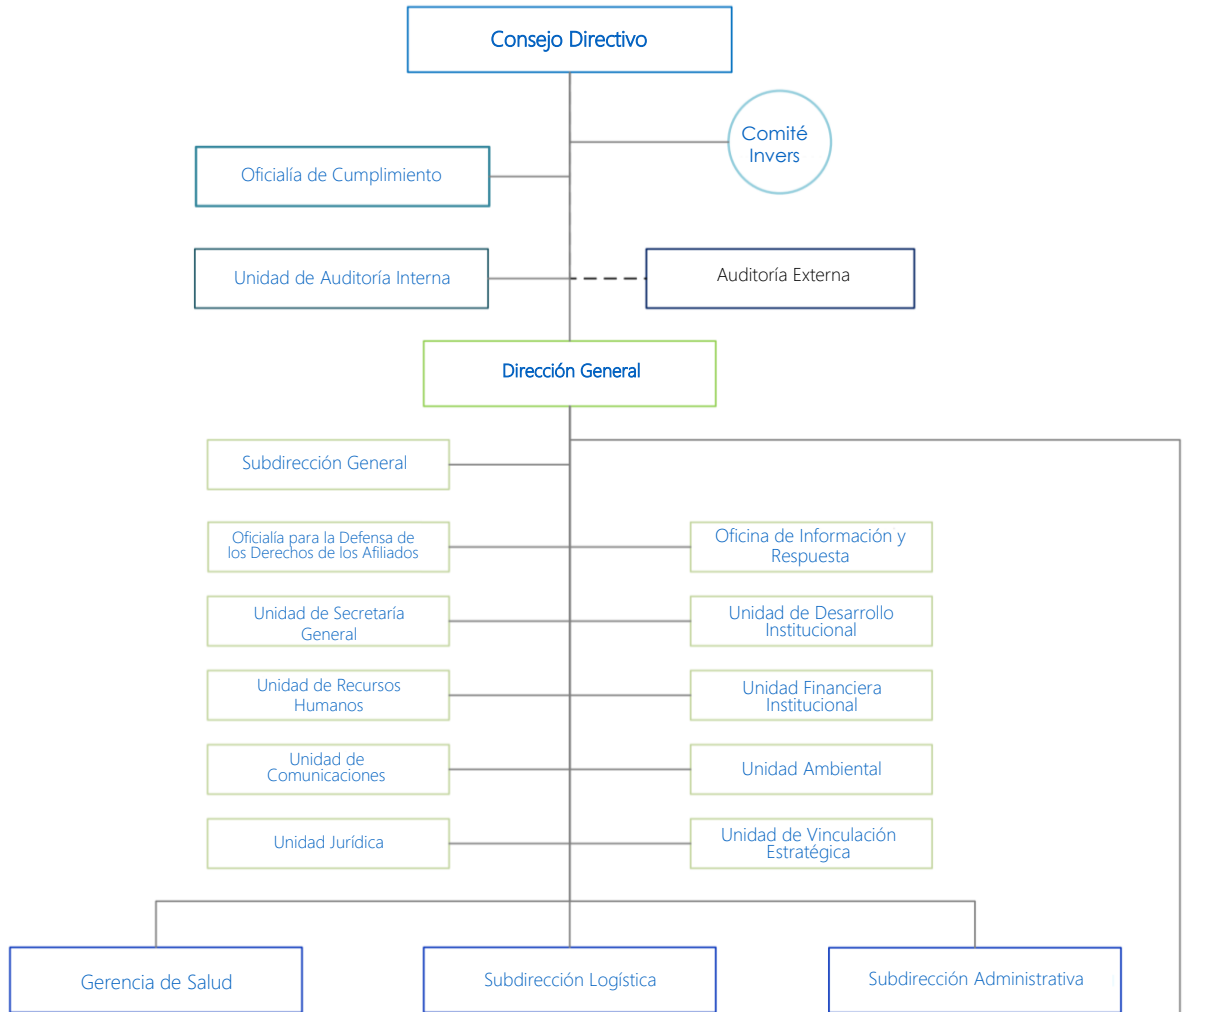 Consejo Directivo
Comité
Invers
Oficialía de Cumplimiento
Unidad de Auditoría Interna
Auditoría Externa
Dirección General
Subdirección General
Oficialía para la Defensa de
los Derechos de los Afiliados
Oficina de Información y
Respuesta
Unidad de Secretaría
General
Unidad de Desarrollo
Institucional
Unidad de Recursos
Humanos
Unidad Financiera
Institucional
Unidad de
Comunicaciones
Unidad Ambiental
Unidad Jurídica
Unidad de Vinculación
Estratégica
Gerencia de Salud
Subdirección Logística
Subdirección Administrativa